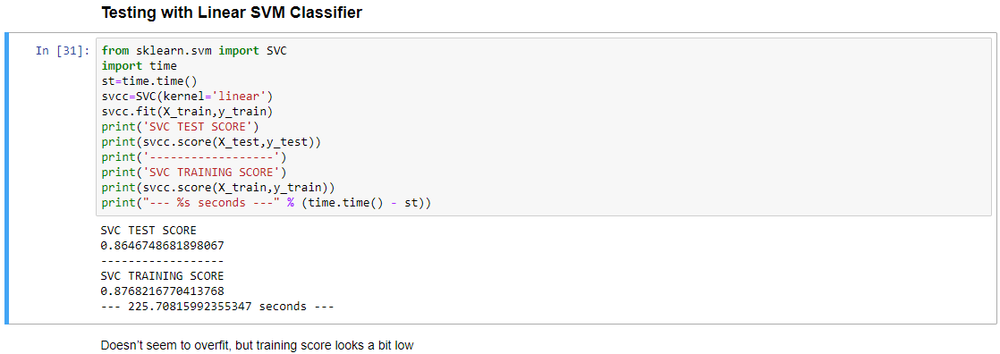 Testing with Linear SVM Classifier
In [31]:
from sklearn.svm import SVC
import time
st=time.time()
svcc=SVC(kernel='linear')
svcc.fit(X_train,y_train)
print('SVC TEST SCORE')
print(svcc.score(X_test,y_test))
print('------------------')
print('SVC TRAINING SCORE')
print(svcc.score(X_train,y_train))
print("--- %s seconds ---" % (time.time() - st))
SVC TEST SCORE
0.8646748681898067
------------------
SVC TRAINING SCORE
0.8768216770413768
--- 225.70815992355347 seconds ---
Doesn’t seem to overfit, but training score looks a bit low